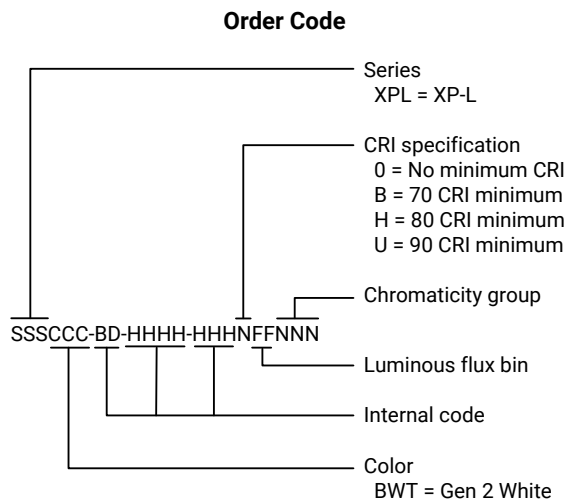 Order Code
Series
XPL = XP-L
CRI specification
0 = No minimum CRI
B = 70 CRI minimum
H = 80 CRI minimum
U = 90 CRI minimum
Chromaticity group
SSSCCC-BD-HHHH-HHHNFFNNN
Luminous flux bin
Internal code
Color
BWT = Gen 2 White